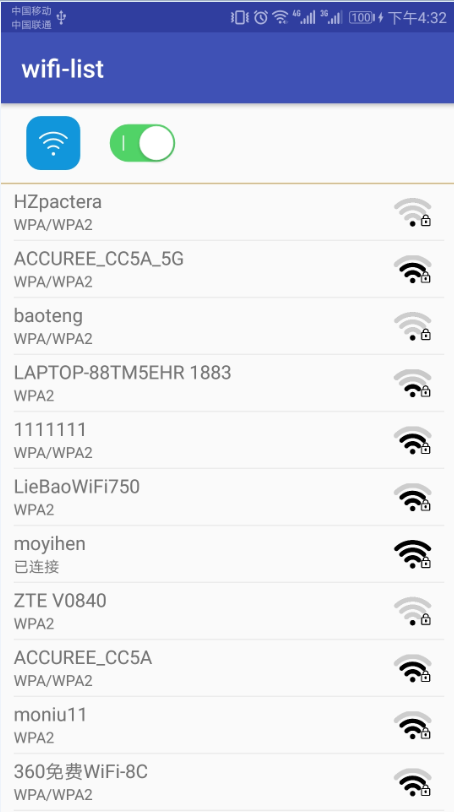 中国移动
中国联通
4G
3G
100
下午4:32
wifi-list
HZpactera
WPA/WPA2
ACCUREE_CC5A_5G
WPA/WPA2
baoteng
WPA/WPA2
LAPTOP-88TM5EHR 1883
WPA2
1111111
WPA/WPA2
LieBaoWiFi750
WPA2
moyihen
已连接
ZTE V0840
WPA2
ACCUREE_CC5A
WPA/WPA2
moniu11
WPA2
360免费WiFi-8C
WPA/WPA2